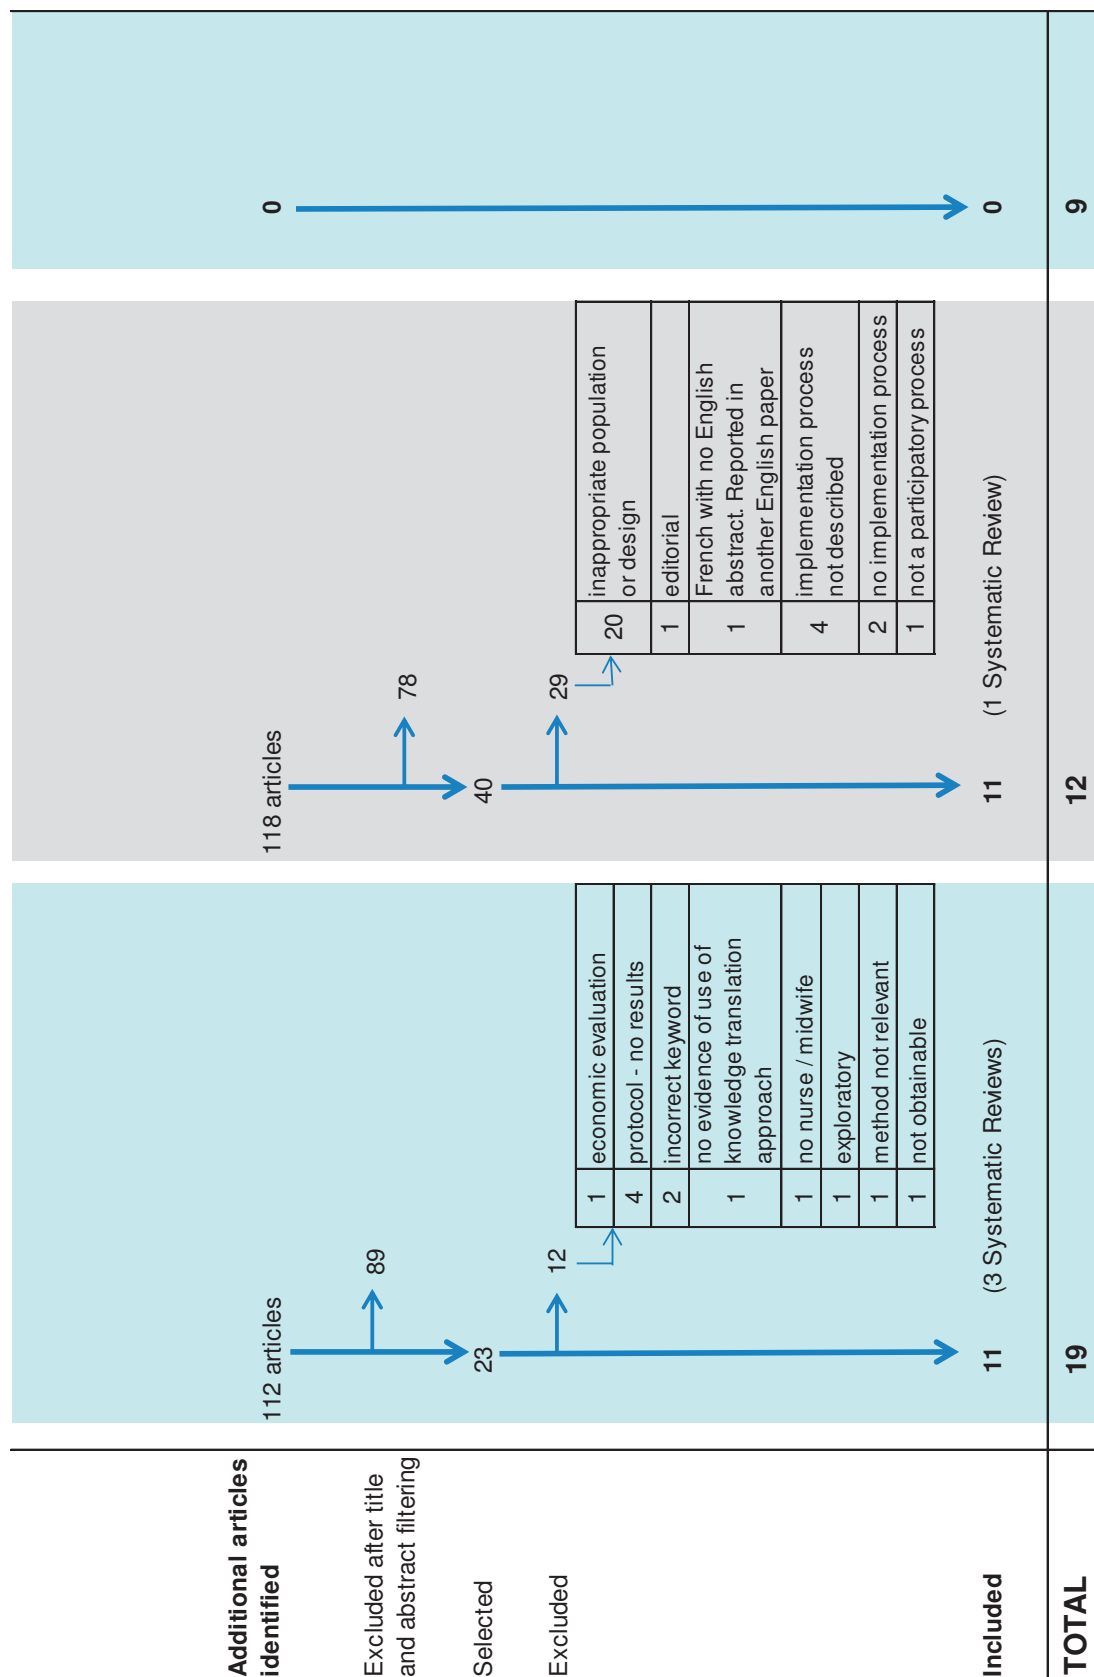 Additional articles
identified
112 articles
118 articles
0
Excluded after title
and abstract filtering
89
78
Selected
23
40
Excluded
12
1 economic evaluation
4 protocol - no results
2 incorrect keyword
1 no evidence of use of
knowledge translation
approach
1 no nurse / midwife
1 exploratory
1 method not relevant
1 not obtainable
29
20 inappropriate population
or design
1 editorial
1 French with no English
abstract. Reported in
another English paper
4 implementation process
not described
2 no implementation process
1 not a participatory process
Included
11 (3 Systematic Reviews)
11 (1 Systematic Review)
0
TOTAL
19
12
9